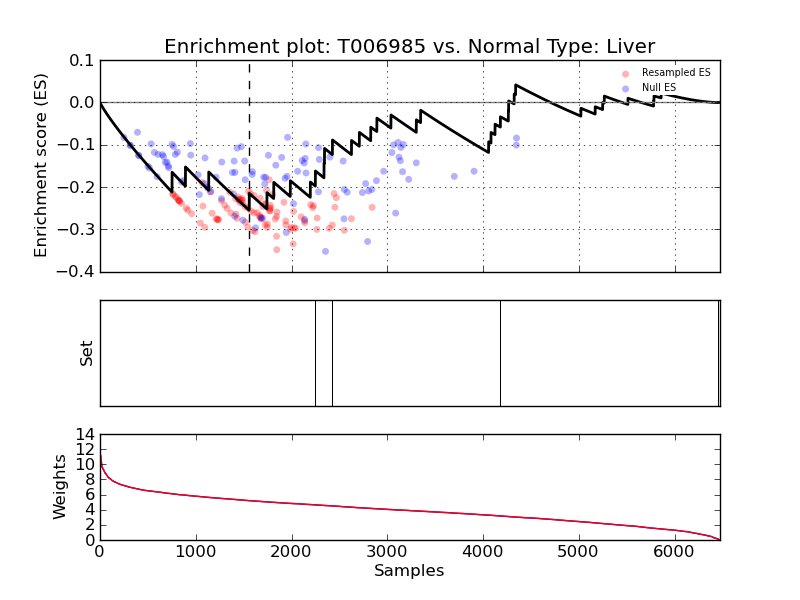 Enrichment plot: T006985 vs. Normal Type: Liver
Enrichment score (ES)
0.1
0.0
−0.1
−0.2
−0.3
−0.4
Resampled ES
Null ES
Set
Weights
14
12
10
8
6
4
2
0
0 1000 2000 3000 4000 5000 6000
Samples